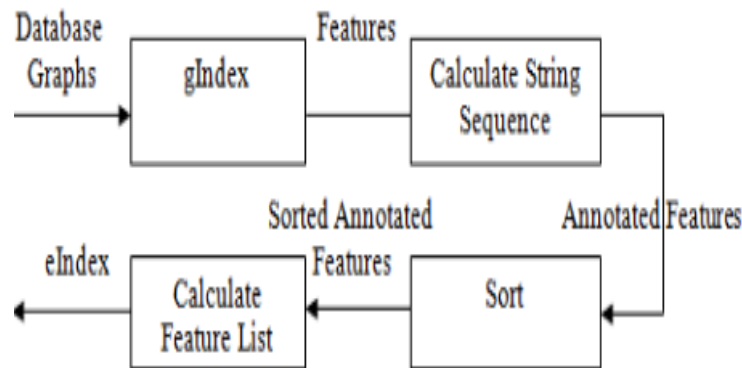 Database
Graphs
gIndex
Features
Calculate String
Sequence
Annotated Features
Sort
Sorted Annotated
Features
Calculate
Feature List
eIndex